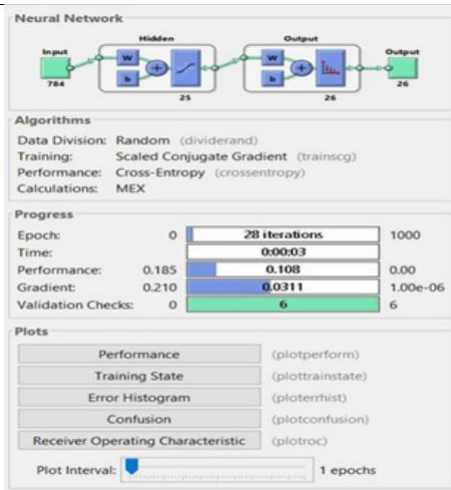 Neural Network
Hidden
Output
Input
Output
W
W
b
b
784
26
25
26
Algorithms
Data Division: Random (dividerand)
Training: Scaled Conjugate Gradient (trainscg)
Performance: Cross-Entropy (crossentropy)
Calculations: MEX
Progress
Epoch: 0 28 iterations 1000
Time: 0:00:03
Performance: 0.185 0.108 0.00
Gradient: 0.210 0.0311 1.00e-06
Validation Checks: 0 6 6
Plots
Performance (plotperform)
Training State (plottrainstate)
Error Histogram (ploterrhist)
Confusion (plotconfusion)
Receiver Operating Characteristic (plotroc)
Plot Interval: 1 epochs